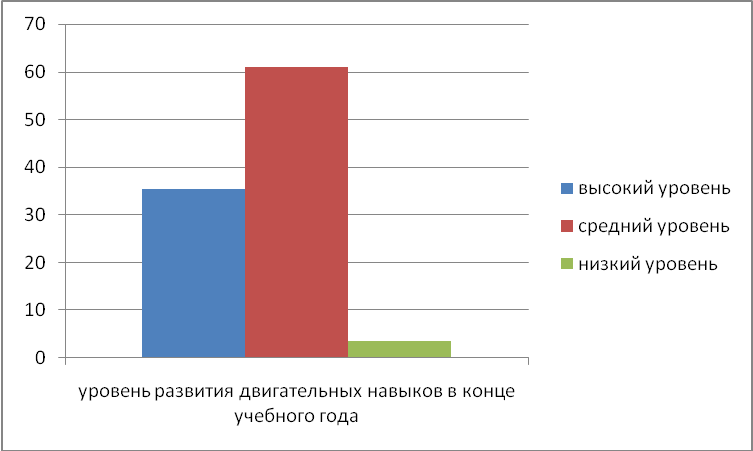 70
60
50
40
30
20
10
0
высокий уровень
средний уровень
низкий уровень
уровень развития двигательных навыков в конце
учебного года